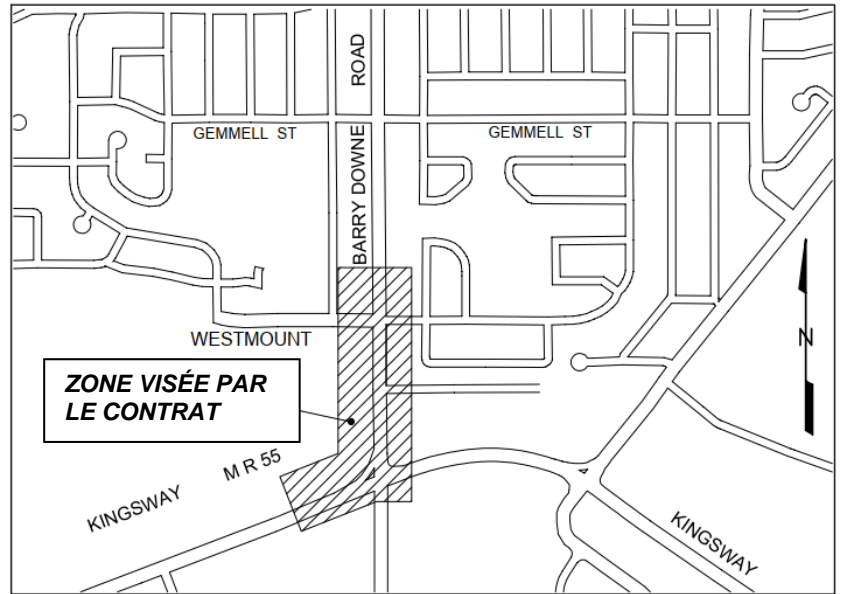 BARRY DOWNE ROAD
GEMMELL ST
GEMMELL ST
WESTMOUNT
ZONE VISÉE PAR
LE CONTRAT
KINGSWAY M R 55
KINGSWAY
N